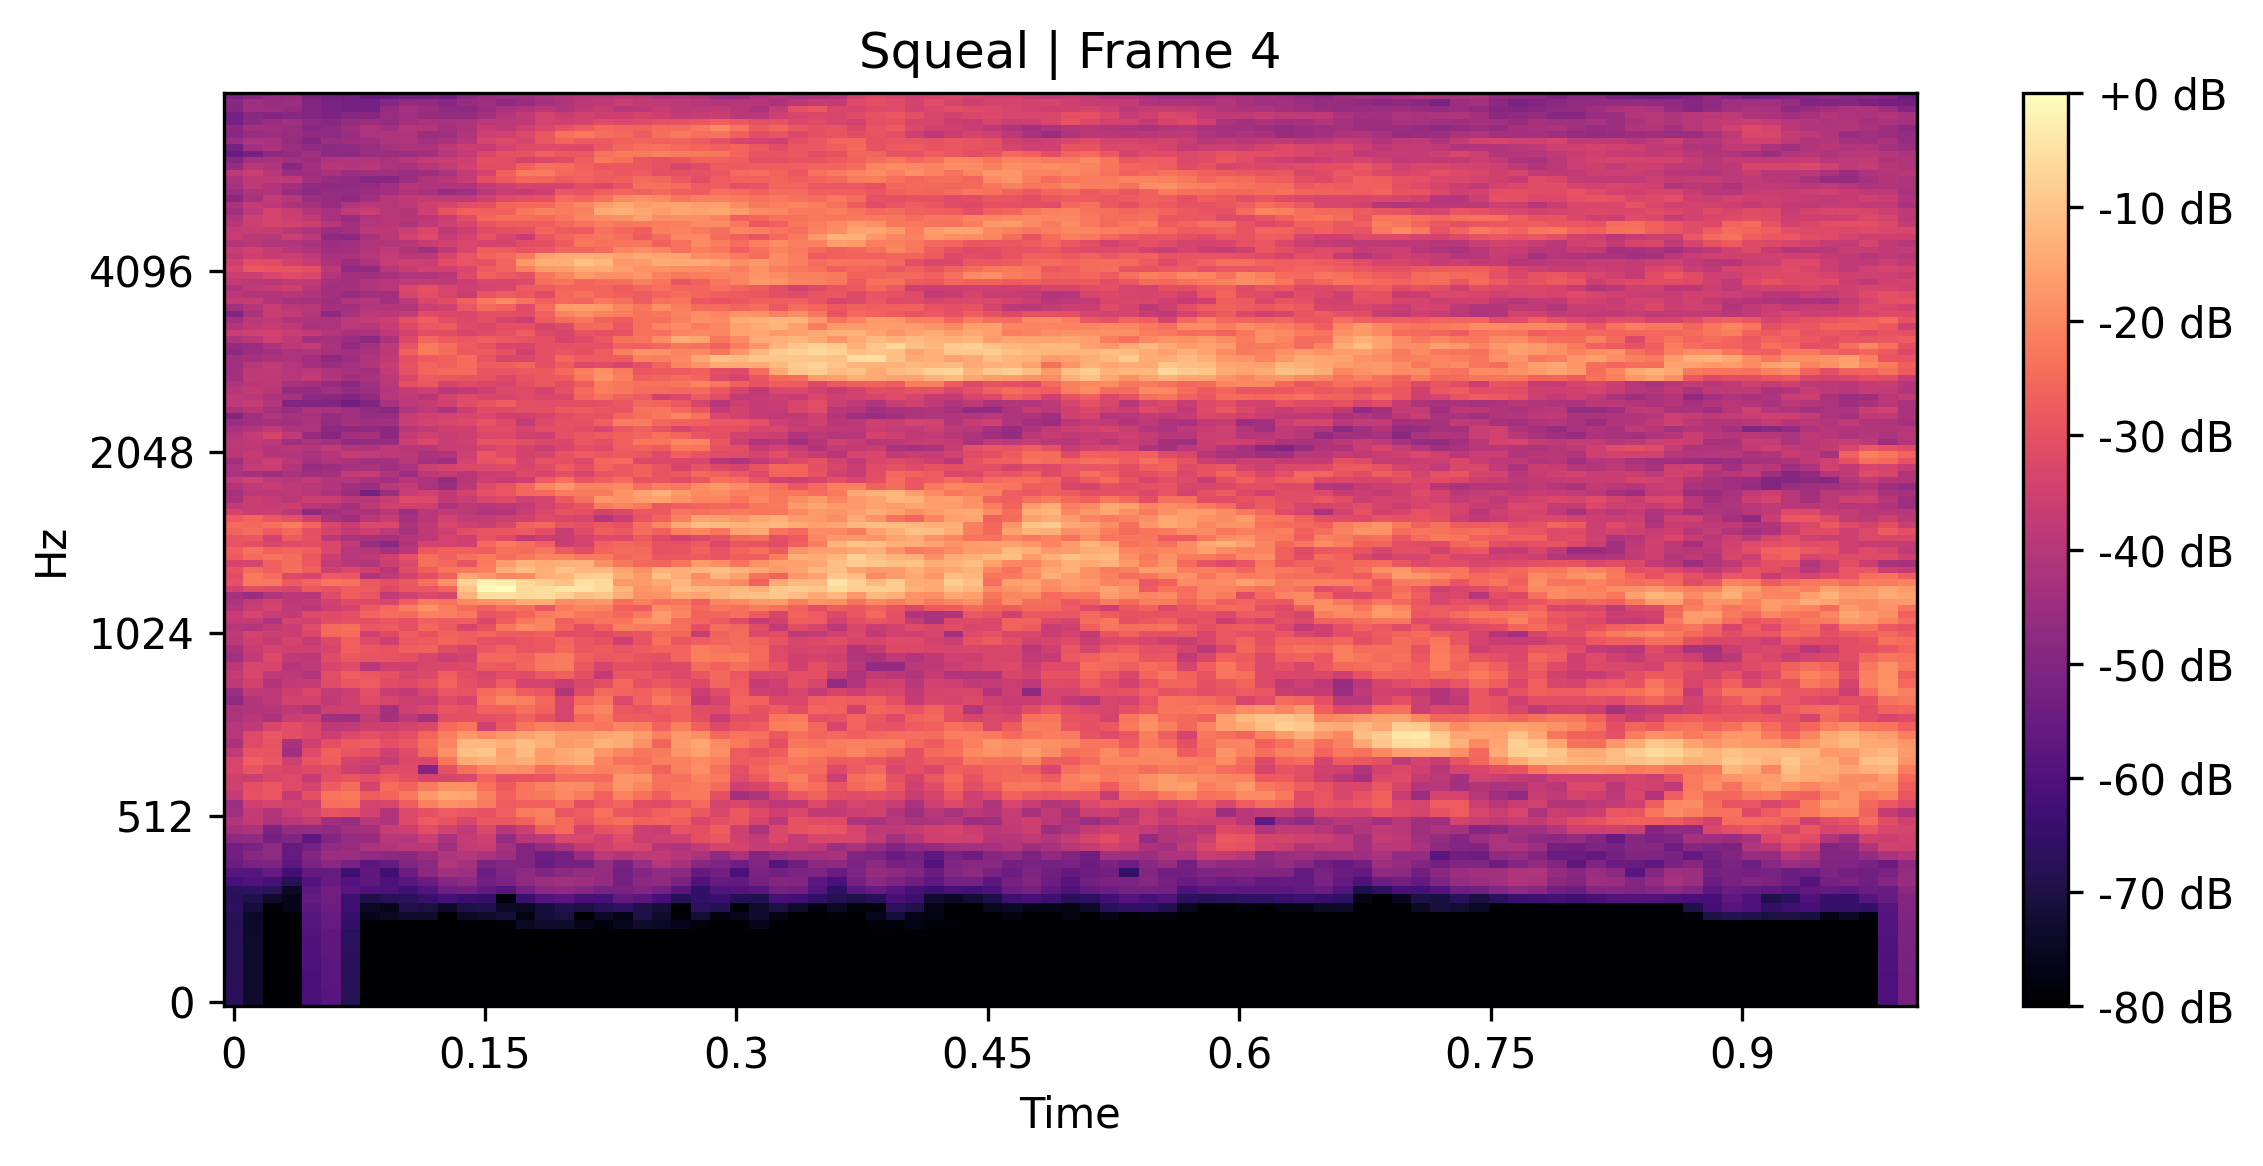 Squeal | Frame 4
Hz
4096
2048
1024
512
0
0 0.15 0.3 0.45 0.6 0.75 0.9
Time
+0 dB
-10 dB
-20 dB
-30 dB
-40 dB
-50 dB
-60 dB
-70 dB
-80 dB